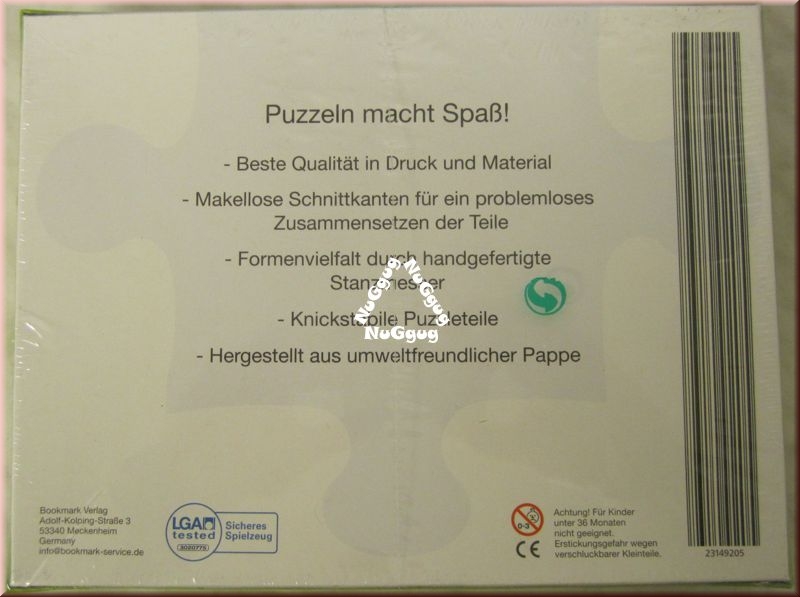 Puzzeln macht Spaß!
- Beste Qualität in Druck und Material
- Makellose Schnittkanten für ein problemloses
Zusammensetzen der Teile
- Formenvielfalt durch handgefertigte
Stanzmesser
- Knickstabile Puzzleteile
- Hergestellt aus umweltfreundlicher Pappe
NuGgug
NuGgug
NuGgug
Bookmark Verlag
Adolf-Kolping-Straße 3
53340 Meckenheim
Germany
info@bookmark-service.de
LGA
tested
3020775
Sicheres
Spielzeug
0-3
CE
Achtung! Für Kinder
unter 36 Monaten
nicht geeignet.
Erstickungsgefahr wegen
verschluckbarer Kleinteile.
23149205